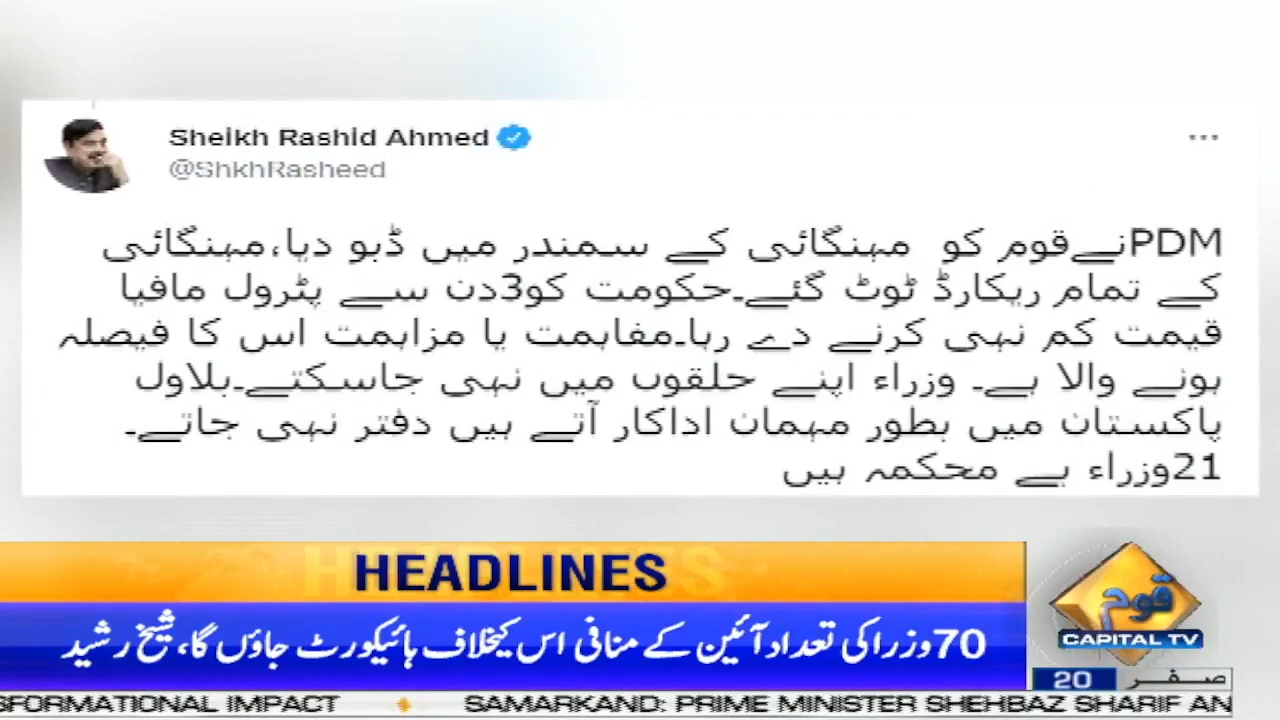 Sheikh Rashid Ahmed
@ShkhRasheed
PDMنےقوم کو مہنگائی کے سمندر میں ڈبو دیا،مہنگائی
کے تمام ریکارڈ ٹوٹ گئے۔حکومت کو3دن سے پٹرول مافیا
قیمت کم نہی کرنے دے رہا۔مفاہمت یا مزاہمت اس کا فیصلہ
ہونے والا ہے۔ وزراء اپنے حلقوں میں نہی جاسکتے۔بلاول
پاکستان میں بطور مہمان اداکار آتے ہیں دفتر نہی جاتے۔
21وزراء بے محکمہ ہیں
HEADLINES
70وزرا کی تعداد آئین کے منافی اس کیخلاف ہائیکورٹ جاؤں گا، شیخ رشید
قوم
CAPITAL TV
20 صفر
SFORMATIONAL IMPACT SAMARKAND: PRIME MINISTER SHEHBAZ SHARIF AN